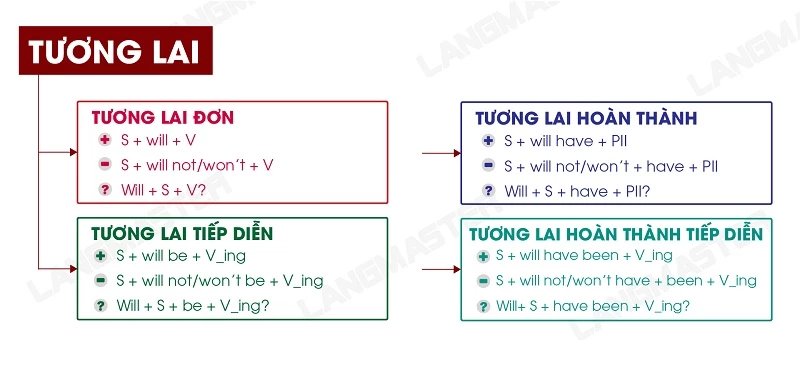 TƯƠNG LAI
TƯƠNG LAI ĐƠN
+ S + will + V
- S + will not/won't + V
? Will + S + V?
TƯƠNG LAI TIẾP DIỄN
+ S + will be + V_ing
- S + will not/won't be + V_ing
? Will + S + be + V_ing?
TƯƠNG LAI HOÀN THÀNH
+ S + will have + PII
- S + will not/won't + have + PII
? Will + S + have + PII?
TƯƠNG LAI HOÀN THÀNH TIẾP DIỄN
+ S + will have been + V_ing
- S + will not/won't have + been + V_ing
? Will+ S + have been + V_ing?
LANGMASTER
LANGMASTER
LANGMASTER
LANGMASTER